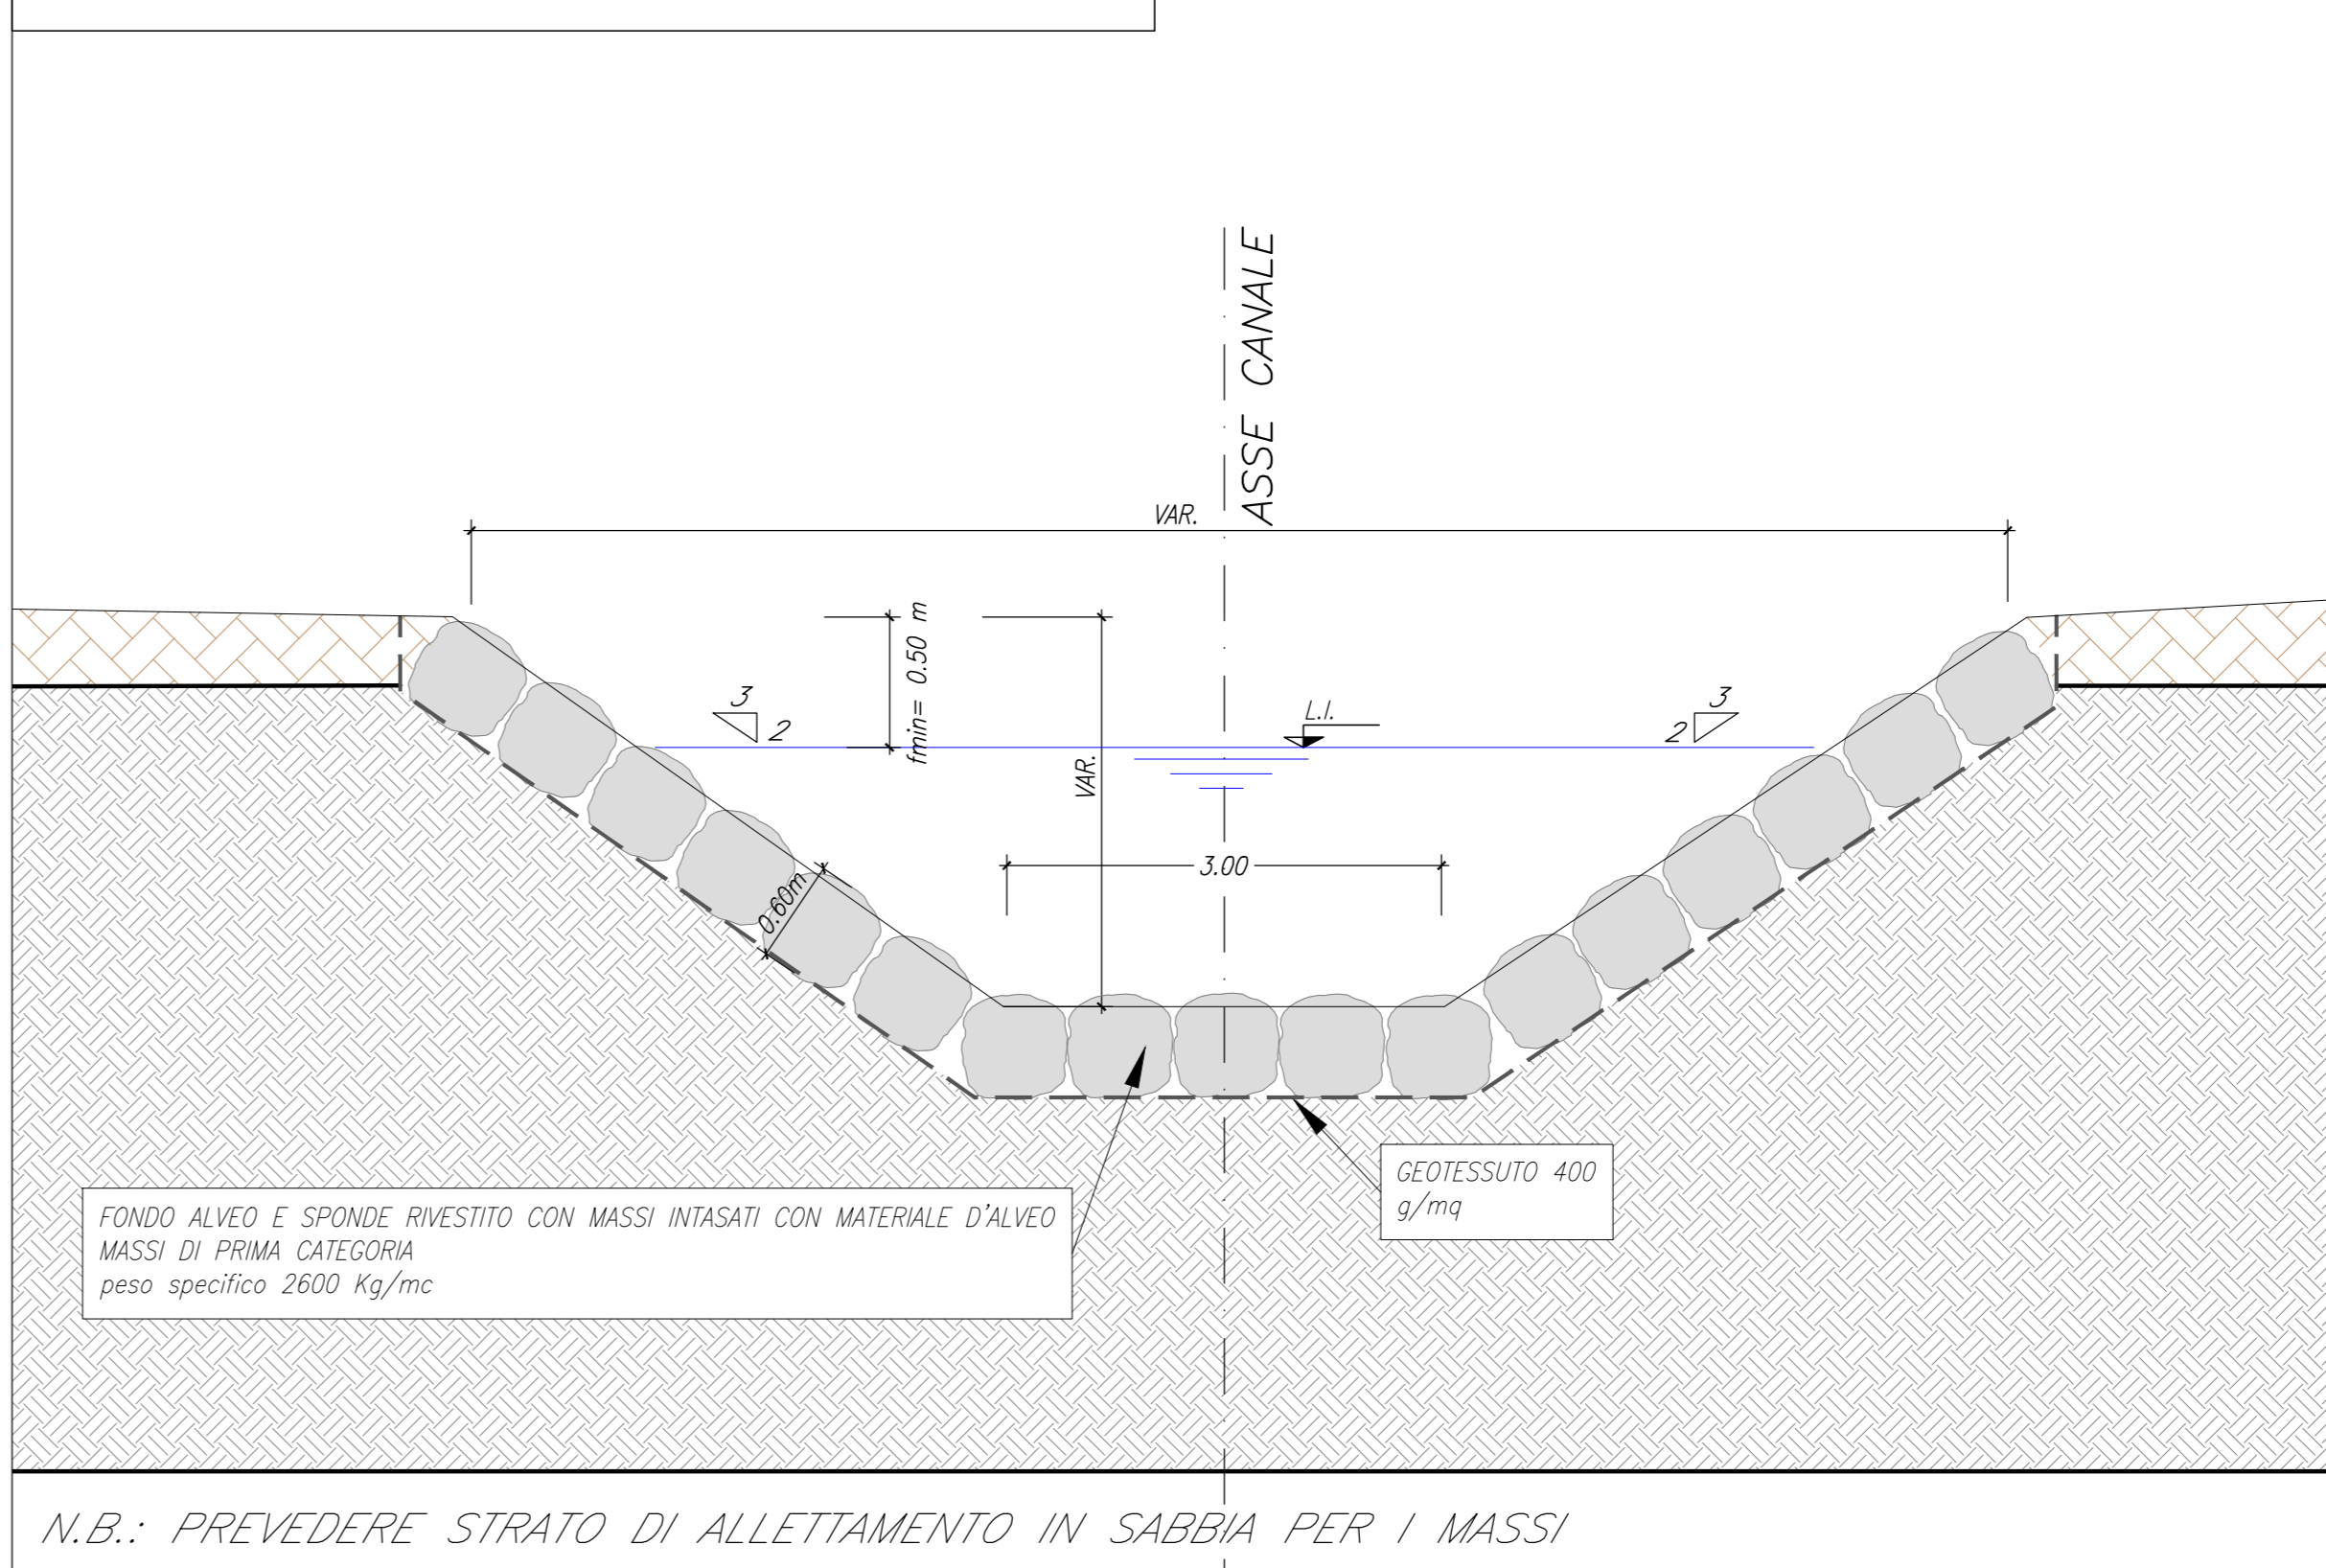 ASSE CANALE
VAR.
fmin= 0.50 m
3
2
L.I.
3
2
VAR.
3.00
0.60m
GEOTESSUTO 400
g/mq
FONDO ALVEO E SPONDE RIVESTITO CON MASSI INTASATI CON MATERIALE D'ALVEO
MASSI DI PRIMA CATEGORIA
peso specifico 2600 Kg/mc
N.B.: PREVEDERE STRATO DI ALLETTAMENTO IN SABBIA PER I MASSI